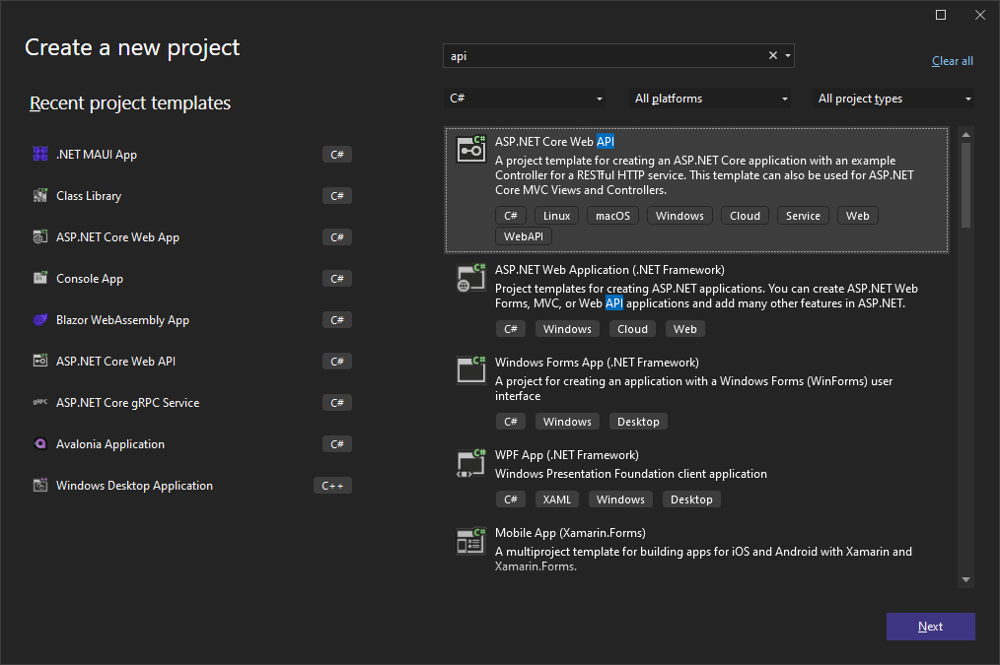 Create a new project
api
Clear all
Recent project templates
C#
All platforms
All project types
.NET MAUI App C#
Class Library C#
ASP.NET Core Web App C#
Console App C#
Blazor WebAssembly App C#
ASP.NET Core Web API C#
gRPC ASP.NET Core gRPC Service C#
Avalonia Application C#
Windows Desktop Application C++
C#
ASP.NET Core Web API
A project template for creating an ASP.NET Core application with an example
Controller for a RESTful HTTP service. This template can also be used for ASP.NET
Core MVC Views and Controllers.
C# Linux macOS Windows Cloud Service Web
WebAPI
C#
ASP.NET Web Application (.NET Framework)
Project templates for creating ASP.NET applications. You can create ASP.NET Web
Forms, MVC, or Web API applications and add many other features in ASP.NET.
C# Windows Cloud Web
C#
Windows Forms App (.NET Framework)
A project for creating an application with a Windows Forms (WinForms) user
interface
C# Windows Desktop
C#
WPF App (.NET Framework)
Windows Presentation Foundation client application
C# XAML Windows Desktop
C#
Mobile App (Xamarin.Forms)
A multiproject template for building apps for iOS and Android with Xamarin and
Xamarin.Forms.
Next